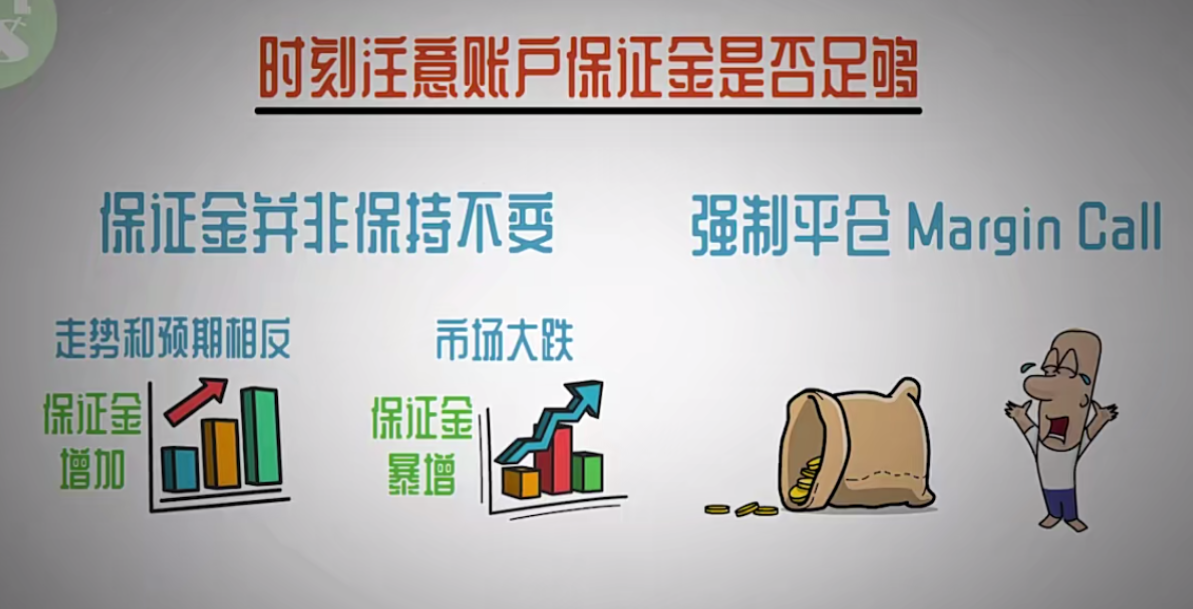 时刻注意账户保证金是否足够
保证金并非保持不变
走势和预期相反
保证金
增加
市场大跌
保证金
暴增
强制平仓 Margin Call